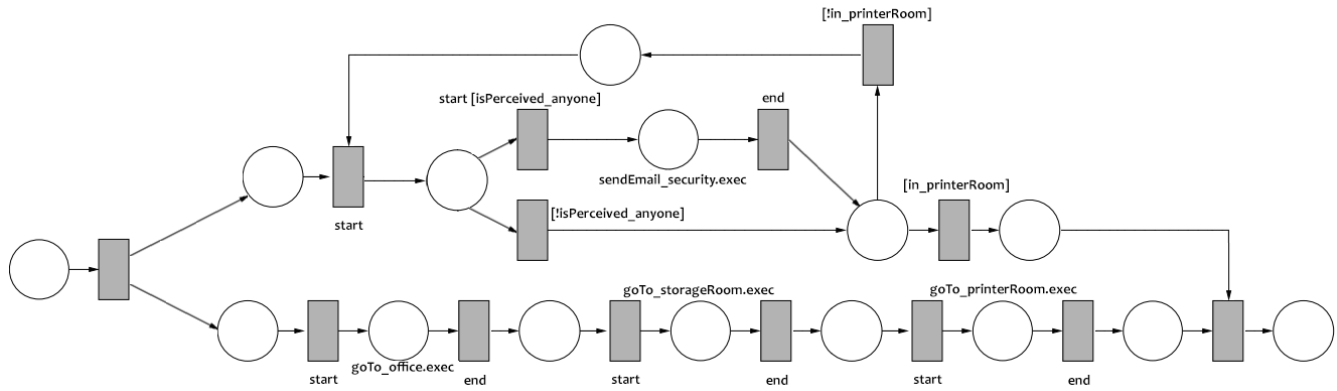 [!in_printerRoom]
start [isPerceived_anyone]
end
sendEmail_security.exec
[in_printerRoom]
start
[!isPerceived_anyone]
goTo_storageRoom.exec
goTo_printerRoom.exec
goTo_office.exec
start
end
start
end
start
end